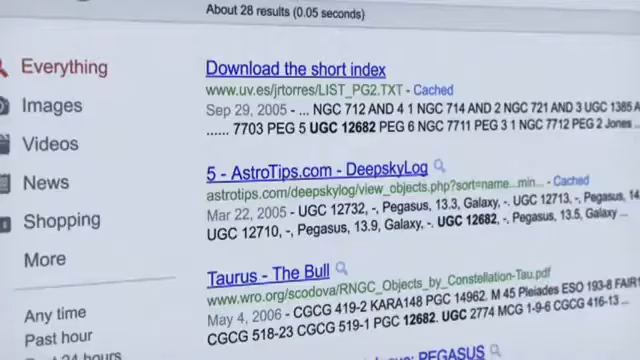 About 28 results (0.05 seconds)
Everything
Images
Videos
News
Shopping
More
Any time
Past hour
Past 24 hours
Download the short index
www.uv.es/jrtorres/LIST_PG2.TXT - Cached
Sep 29, 2005 - ... NGC 712 AND 4 1 NGC 714 AND 2 NGC 721 AND 3 UGC 1385 A
...... 7703 PEG 5 UGC 12682 PEG 6 NGC 7711 PEG 3 1 NGC 7712 PEG 2 Jones ...
5 - AstroTips.com - DeepskyLog
astrotips.com/deepskylog/view_objects.php?sort=name...min... - Cached
Mar 22, 2005 - UGC 12732, -, Pegasus, 13.3, Galaxy, -. UGC 12713, -, Pegasus, 14.
UGC 12710, -, Pegasus, 13.9, Galaxy, -. UGC 12682, -, Pegasus, 13.5, Galaxy ...
Taurus - The Bull
www.wro.org/scodova/RNGC_Objects_by_Constellation-Tau.pdf
May 4, 2006 - CGCG 419-2 KARA148 PGC 14962. M 45 Pleiades ESO 193-8 FAIR1
CGCG 518-23 CGCG 519-1 PGC 12682. UGC 2774 MCG 1-9-6 CGCG 416-13 ...
PEGASUS